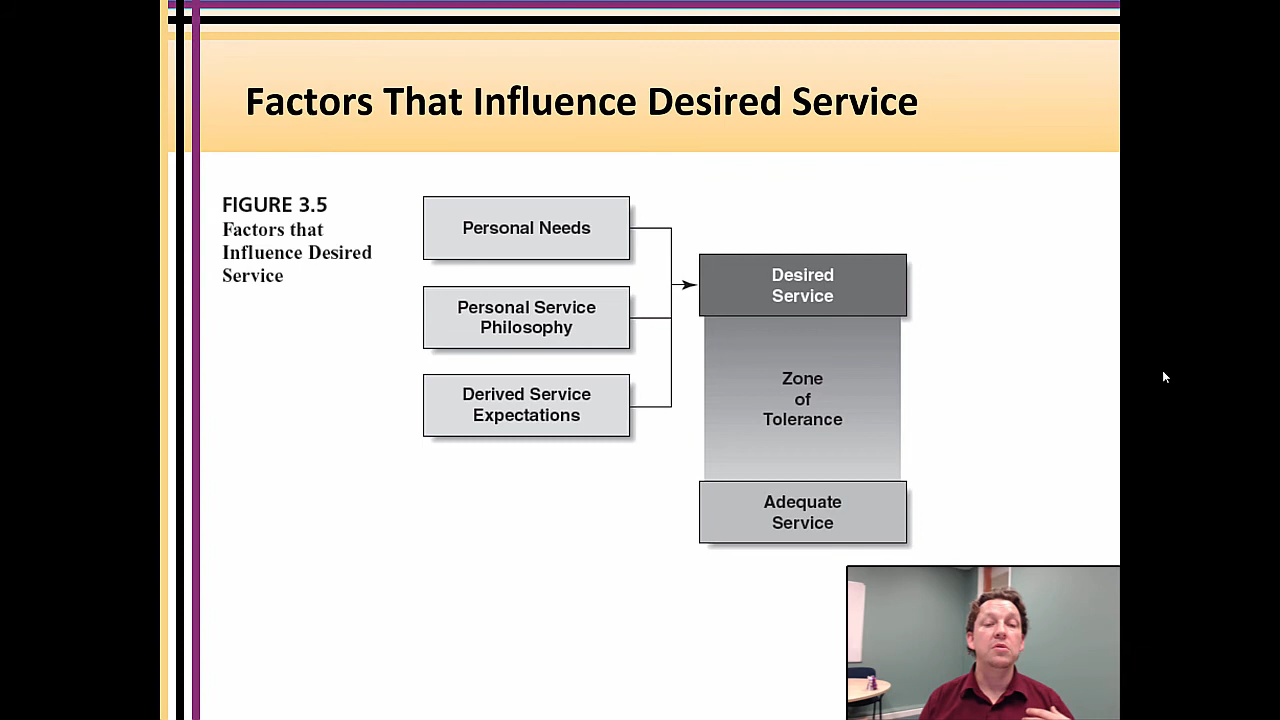 Factors That Influence Desired Service
FIGURE 3.5
Factors that
Influence Desired
Service
Personal Needs
Personal Service
Philosophy
Derived Service
Expectations
Desired
Service
Zone
of
Tolerance
Adequate
Service